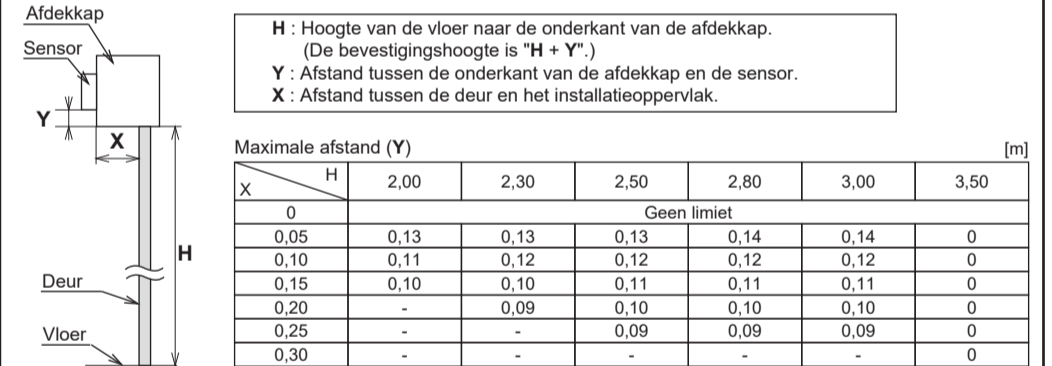 Afdekkap
Sensor
Y
X
H
Deur
Vloer
H : Hoogte van de vloer naar de onderkant van de afdekkap.
(De bevestigingshoogte is "H + Y".)
Y : Afstand tussen de onderkant van de afdekkap en de sensor.
X : Afstand tussen de deur en het installatieoppervlak.
Maximale afstand (Y) [m]
X H 2,00 2,30 2,50 2,80 3,00 3,50
0 Geen limiet
0,05 0,13 0,13 0,13 0,14 0,14 0
0,10 0,11 0,12 0,12 0,12 0,12 0
0,15 0,10 0,10 0,11 0,11 0,11 0
0,20 - 0,09 0,10 0,10 0,10 0
0,25 - - 0,09 0,09 0,09 0
0,30 - - - - - 0